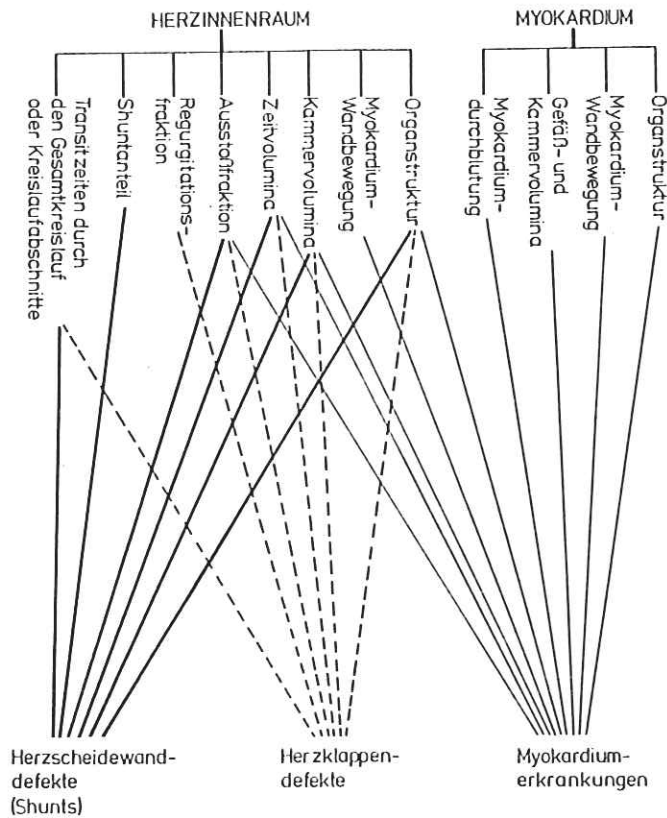 HERZINNENRAUM
MYOKARDIUM
Transitzeiten durch
den Gesamtkreislauf
oder Kreislaufabschnitte
Shuntanteil
Regurgitations-
fraktion
Ausstoßfraktion
Zeitvolumina
Kammervolumina
Myokardium-
Wandbewegung
Organstruktur
Myokardium-
durchblutung
Gefäß- und
Kammervolumina
Myokardium-
Wandbewegung
Organstruktur
Herzscheidewand-
defekte
(Shunts)
Herzklappen-
defekte
Myokardium-
erkrankungen